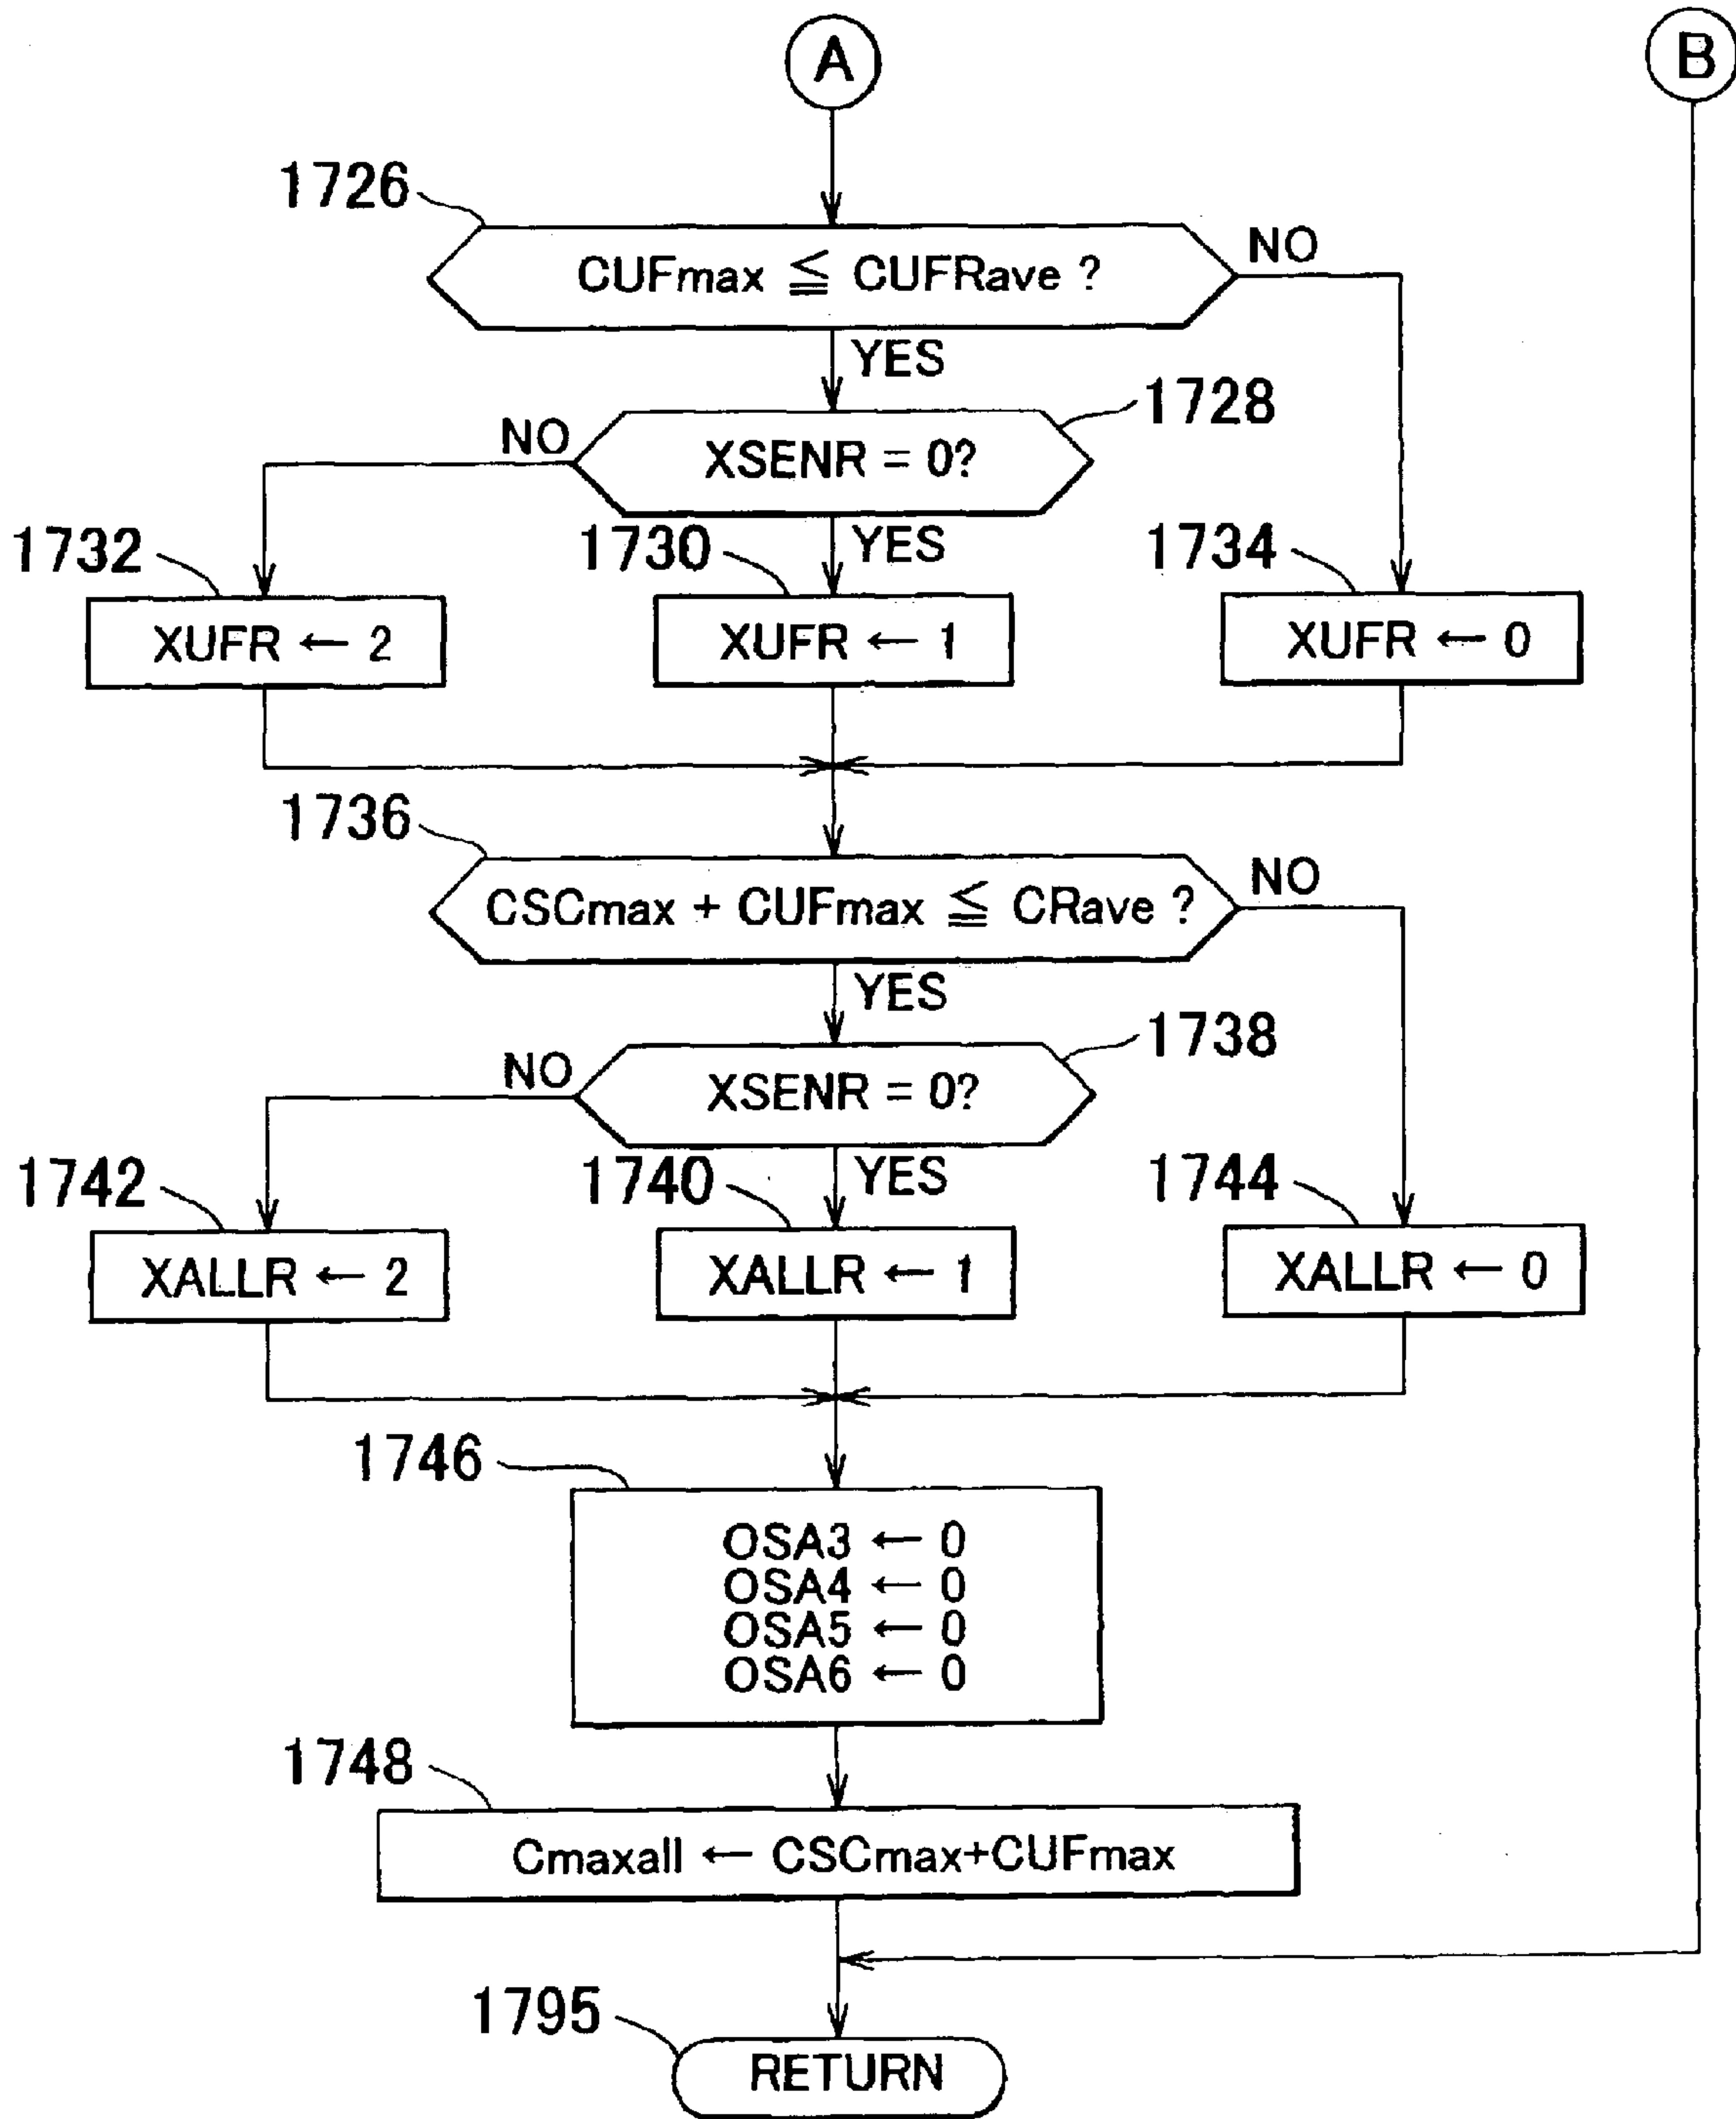 A
B
1726
CUFmax ≦ CUFRave ?
NO
YES
1728
NO
XSENR = 0?
1732
1730
YES
1734
XUFR ← 2
XUFR ← 1
XUFR ← 0
1736
CSCmax + CUFmax ≦ CRave ?
NO
YES
1738
NO
XSENR = 0?
1742
1740
YES
1744
XALLR ← 2
XALLR ← 1
XALLR ← 0
1746
OSA3 ← 0
OSA4 ← 0
OSA5 ← 0
OSA6 ← 0
1748
Cmaxall ← CSCmax+CUFmax
1795
RETURN